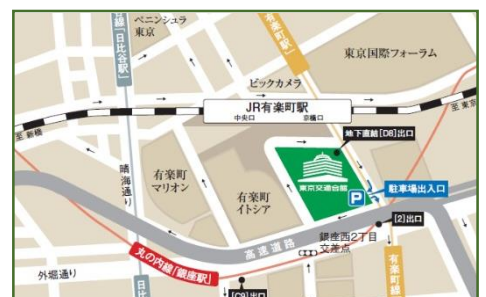 ペニンシュラ
東京
線「日比谷駅」
有楽町駅」
東京国際フォーラム
ビックカメラ
JR有楽町駅
中央口
京橋口
至 新橋
至 東京
地下直結[D8]出口
晴海通り
有楽町
マリオン
有楽町
イトシア
東京交通会館
P
駐車場出入口
[2]出口
銀座西2丁目
交差点
高速道路
丸の内線「銀座駅」
外堀通り
日比
[C9]出口
有楽町線